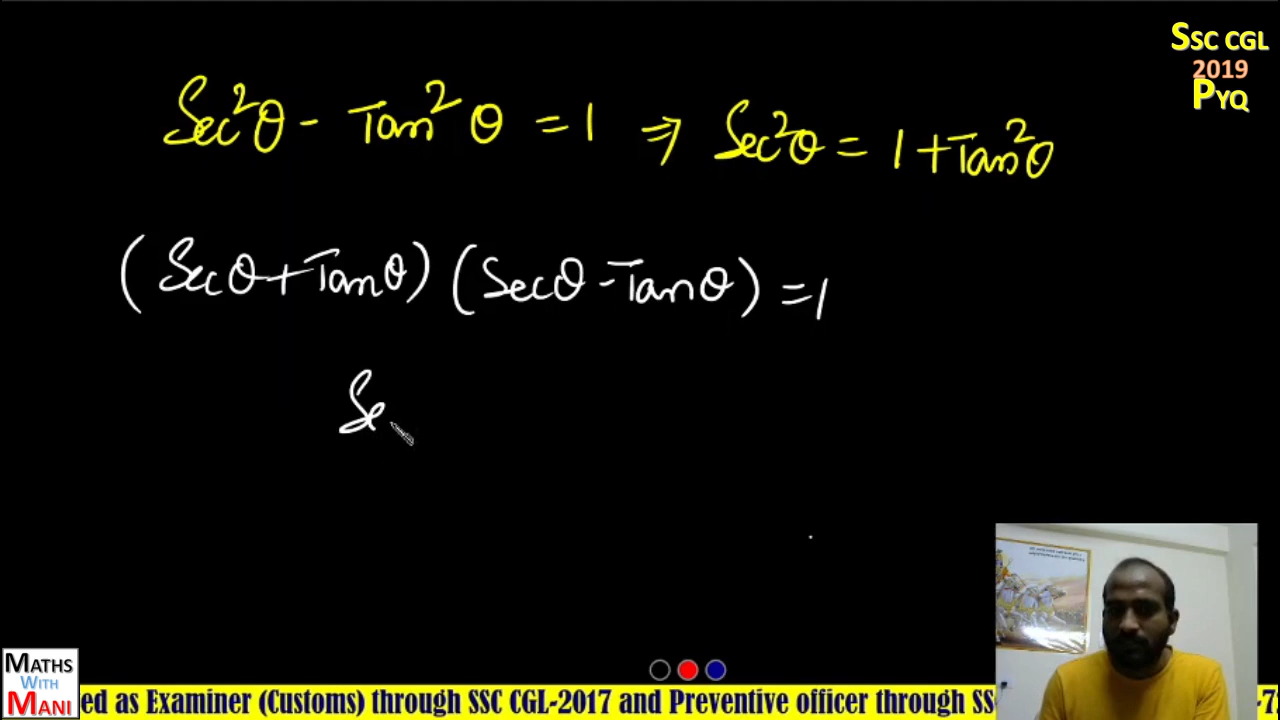 SSC CGL
2019
PYQ
Sec²θ - Tan²θ = 1 ⇒ Sec²θ = 1 + Tan²θ
(Secθ + Tanθ) (Secθ - Tanθ) = 1
Se
MATHS
WITH
MANI
ed as Examiner (Customs) through SSC CGL-2017 and Preventive officer through SS